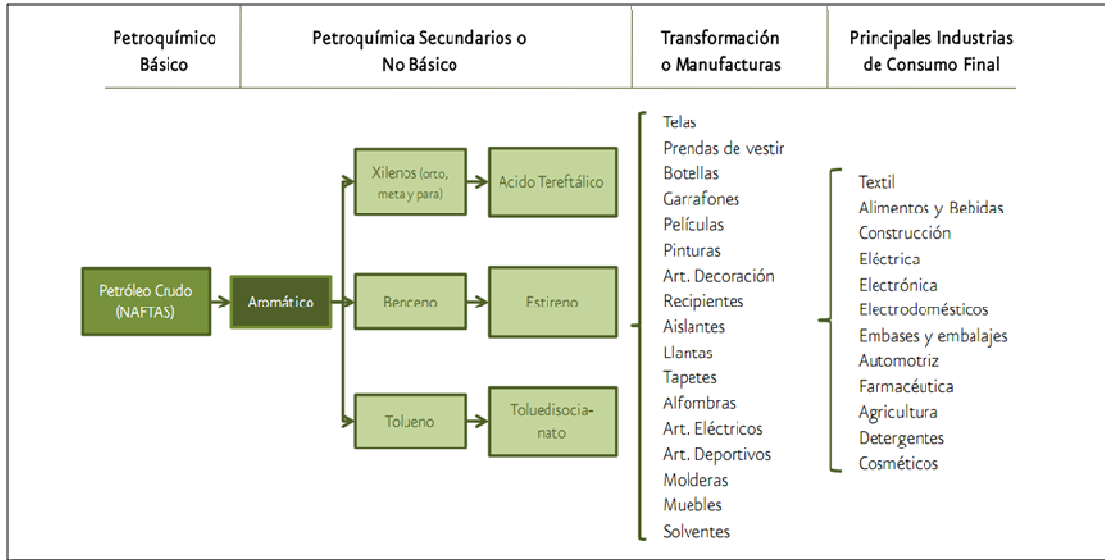 Petroquímico
Básico
Petroquímica Secundarios o
No Básico
Transformación
o Manufacturas
Principales Industrias
de Consumo Final
Petróleo Crudo
(NAFTAS)
Aromático
Xilenos (orto,
meta y para)
Acido Tereftálico
Benceno
Estireno
Tolueno
Toluedisocia-
nato
Telas
Prendas de vestir
Botellas
Garrafones
Películas
Pinturas
Art. Decoración
Recipientes
Aislantes
Llantas
Tapetes
Alfombras
Art. Eléctricos
Art. Deportivos
Molderas
Muebles
Solventes
Textil
Alimentos y Bebidas
Construcción
Eléctrica
Electrónica
Electrodomésticos
Embases y embalajes
Automotriz
Farmacéutica
Agricultura
Detergentes
Cosméticos